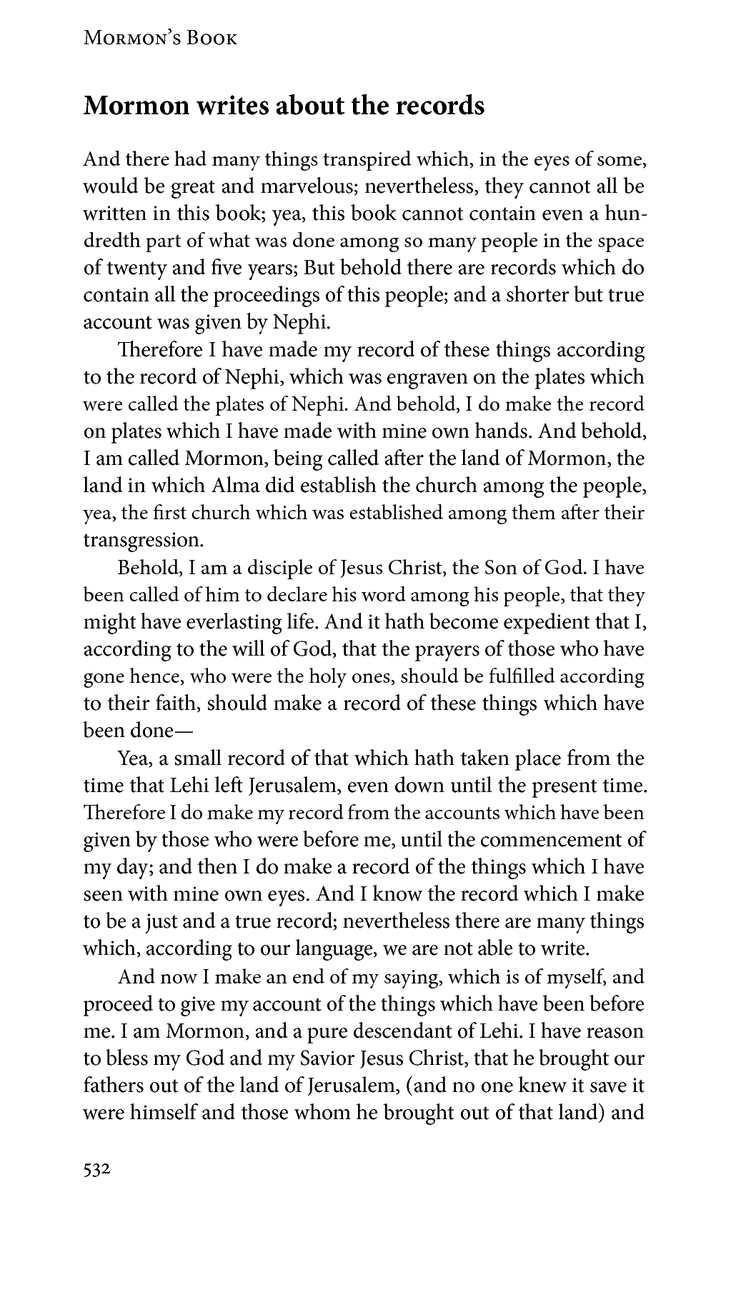 Mormon's Book
Mormon writes about the records
And there had many things transpired which, in the eyes of some,
would be great and marvelous; nevertheless, they cannot all be
written in this book; yea, this book cannot contain even a hun-
dredth part of what was done among so many people in the space
of twenty and five years; But behold there are records which do
contain all the proceedings of this people; and a shorter but true
account was given by Nephi.
Therefore I have made my record of these things according
to the record of Nephi, which was engraven on the plates which
were called the plates of Nephi. And behold, I do make the record
on plates which I have made with mine own hands. And behold,
I am called Mormon, being called after the land of Mormon, the
land in which Alma did establish the church among the people,
yea, the first church which was established among them after their
transgression.
Behold, I am a disciple of Jesus Christ, the Son of God. I have
been called of him to declare his word among his people, that they
might have everlasting life. And it hath become expedient that I,
according to the will of God, that the prayers of those who have
gone hence, who were the holy ones, should be fulfilled according
to their faith, should make a record of these things which have
been done—
Yea, a small record of that which hath taken place from the
time that Lehi left Jerusalem, even down until the present time.
Therefore I do make my record from the accounts which have been
given by those who were before me, until the commencement of
my day; and then I do make a record of the things which I have
seen with mine own eyes. And I know the record which I make
to be a just and a true record; nevertheless there are many things
which, according to our language, we are not able to write.
And now I make an end of my saying, which is of myself, and
proceed to give my account of the things which have been before
me. I am Mormon, and a pure descendant of Lehi. I have reason
to bless my God and my Savior Jesus Christ, that he brought our
fathers out of the land of Jerusalem, (and no one knew it save it
were himself and those whom he brought out of that land) and
532